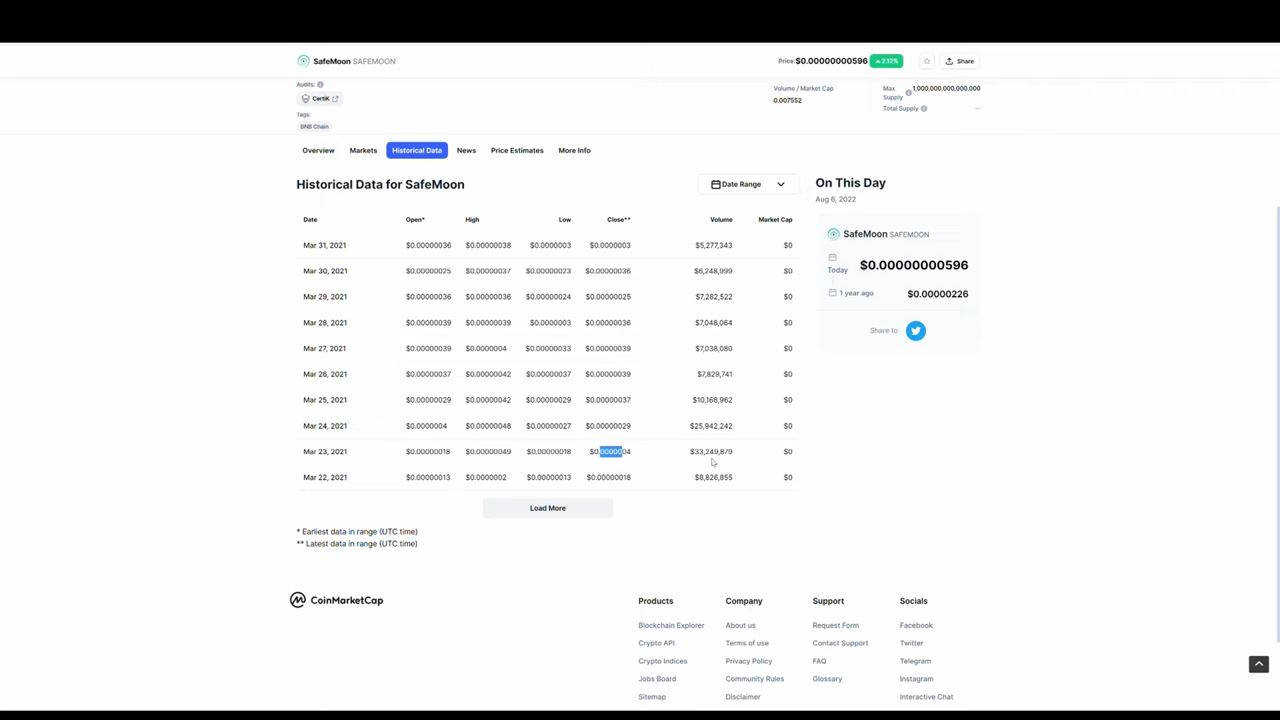 SafeMoon SAFEMOON
Price:$0.00000000596 2.12% Share
Audits:
CertiK
Tags:
BNB Chain
Volume / Market Cap
0.007552
Max Supply 1,000,000,000,000,000
Total Supply --
Overview Markets Historical Data News Price Estimates More Info
Historical Data for SafeMoon
Date Range
Date Open* High Low Close** Volume Market Cap
Mar 31, 2021 $0.00000036 $0.00000038 $0.0000003 $0.0000003 $5,277,343 $0
Mar 30, 2021 $0.00000025 $0.00000037 $0.00000023 $0.00000036 $6,248,999 $0
Mar 29, 2021 $0.00000036 $0.00000036 $0.00000024 $0.00000025 $7,282,522 $0
Mar 28, 2021 $0.00000039 $0.00000039 $0.0000003 $0.00000036 $7,048,064 $0
Mar 27, 2021 $0.00000039 $0.0000004 $0.00000033 $0.00000039 $7,038,080 $0
Mar 26, 2021 $0.00000037 $0.00000042 $0.00000037 $0.00000039 $7,829,741 $0
Mar 25, 2021 $0.00000029 $0.00000042 $0.00000029 $0.00000037 $10,168,962 $0
Mar 24, 2021 $0.0000004 $0.00000048 $0.00000027 $0.00000029 $25,942,242 $0
Mar 23, 2021 $0.00000018 $0.00000049 $0.00000018 $0.0000004 $33,249,879 $0
Mar 22, 2021 $0.00000013 $0.0000002 $0.00000013 $0.00000018 $8,826,855 $0
Load More
* Earliest data in range (UTC time)
** Latest data in range (UTC time)
On This Day
Aug 6, 2022
SafeMoon SAFEMOON
Today $0.00000000596
1 year ago $0.00000226
Share to
CoinMarketCap
Products Company Support Socials
Blockchain Explorer About us Request Form Facebook
Crypto API Terms of use Contact Support Twitter
Crypto Indices Privacy Policy FAQ Telegram
Jobs Board Community Rules Glossary Instagram
Sitemap Disclaimer Interactive Chat